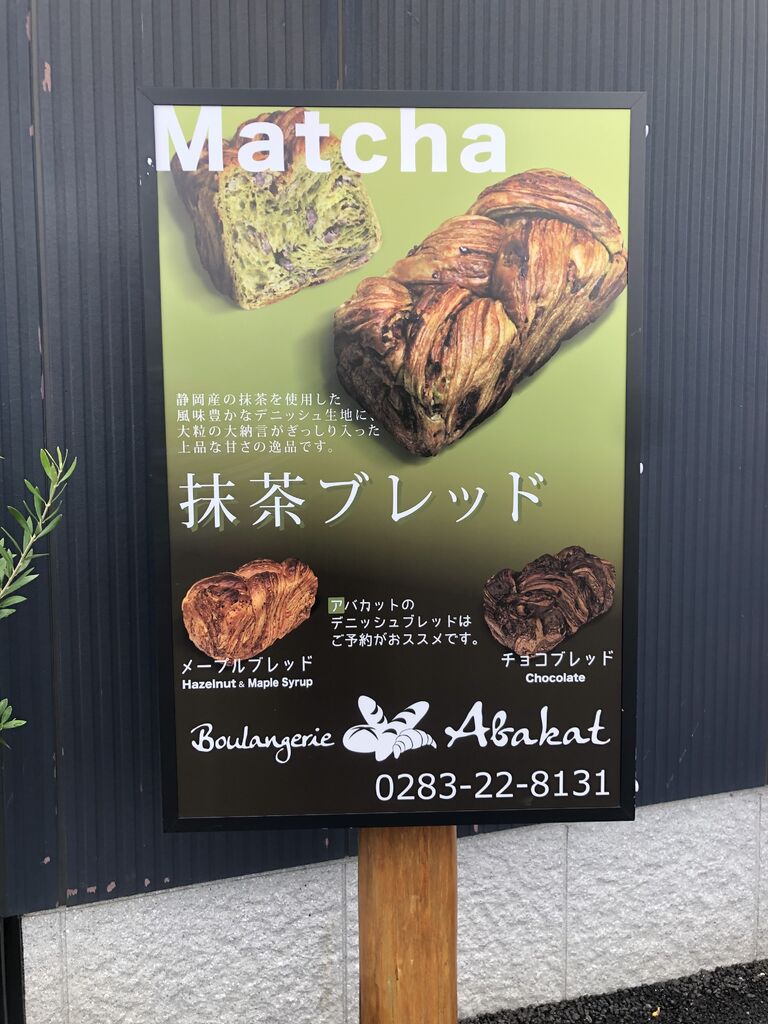 Matcha
静岡産の抹茶を使用した
風味豊かなデニッシュ生地に、
大粒の大納言がぎっしり入った
上品な甘さの逸品です。
抹茶ブレッド
アバカットの
デニッシュブレッドは
ご予約がおススメです。
メープルブレッド
Hazelnut & Maple Syrup
チョコブレッド
Chocolate
Boulangerie Abakat
0283-22-8131